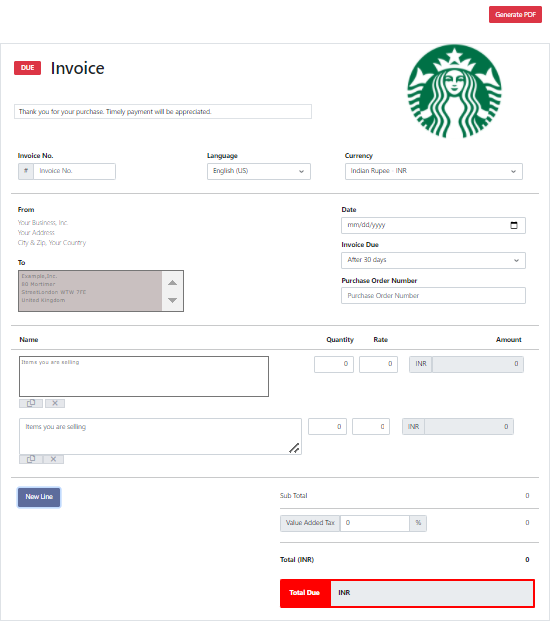 Generate PDF
DUE Invoice
Thank you for your purchase. Timely payment will be appreciated.
Invoice No. Language Currency
# Invoice No. English (US) Indian Rupee - INR
From Date
Your Business, Inc.
Your Address
mm/dd/yyyy
City & Zip, Your Country
Invoice Due
To
After 30 days
Example,Inc.
80 Mortimer
StreetLondon W1W 7FE
United Kingdom
Purchase Order Number
Purchase Order Number
Name Quantity Rate Amount
Items you are selling 0 0 INR 0
Items you are selling 0 0 INR 0
New Line
Sub Total 0
Value Added Tax 0 % 0
Total (INR) 0
Total Due INR